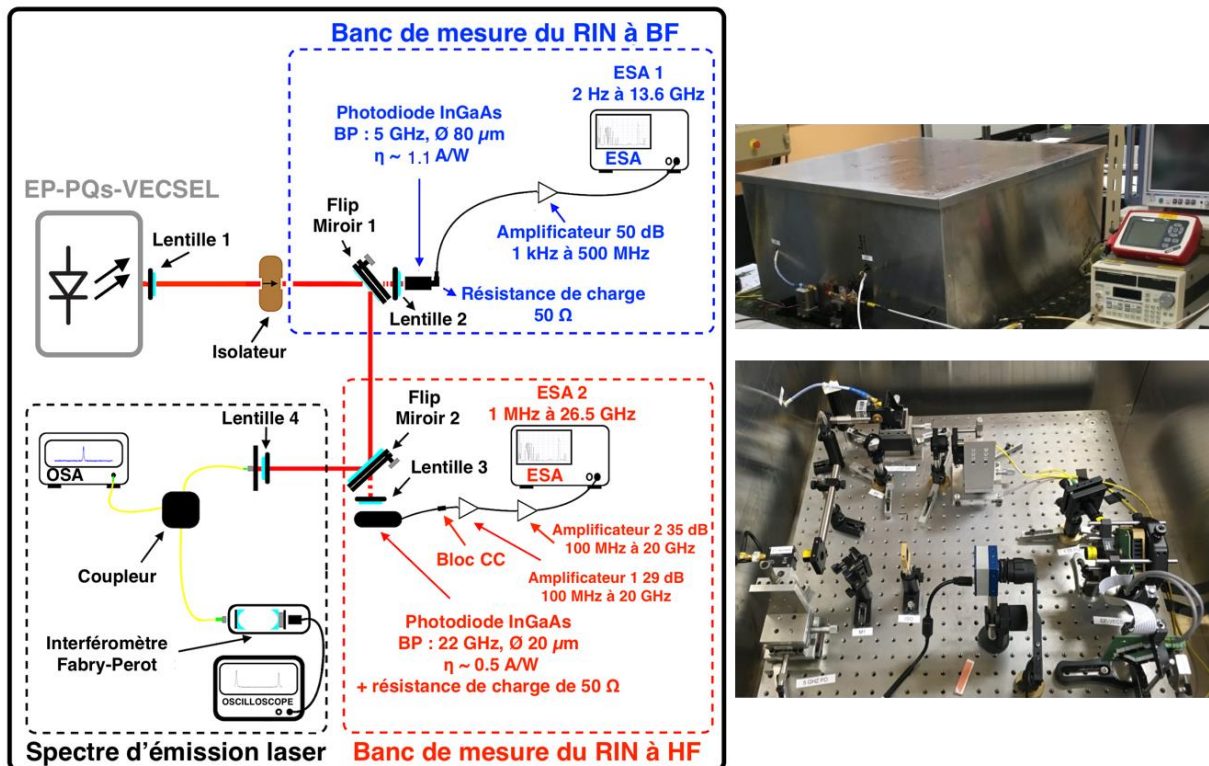 Banc de mesure du RIN à BF
ESA 1
2 Hz à 13.6 GHz
Photodiode InGaAs
BP : 5 GHz, Ø 80 µm
η ~ 1.1 A/W
ESA
EP-PQs-VECSEL
Lentille 1
Flip
Miroir 1
Amplificateur 50 dB
1 kHz à 500 MHz
Résistance de charge
50 Ω
Lentille 2
Isolateur
ESA 2
1 MHz à 26.5 GHz
Flip
Miroir 2
Lentille 4
OSA
Lentille 3
ESA
Amplificateur 2 35 dB
100 MHz à 20 GHz
Bloc CC
Coupleur
Amplificateur 1 29 dB
100 MHz à 20 GHz
Photodiode InGaAs
BP : 22 GHz, Ø 20 µm
η ~ 0.5 A/W
+ résistance de charge de 50 Ω
Interféromètre
Fabry-Perot
OSCILLOSCOPE
Spectre d'émission laser
Banc de mesure du RIN à HF
M1
ISO
5 GHZ PD